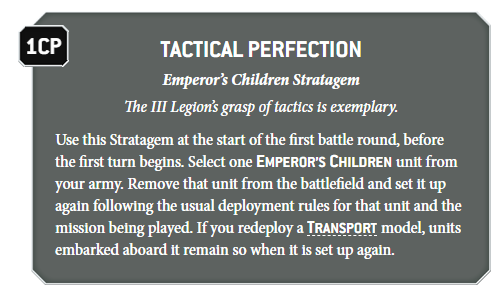 1CP
TACTICAL PERFECTION
Emperor's Children Stratagem
The III Legion's grasp of tactics is exemplary.
Use this Stratagem at the start of the first battle round, before
the first turn begins. Select one EMPEROR'S CHILDREN unit from
your army. Remove that unit from the battlefield and set it up
again following the usual deployment rules for that unit and the
mission being played. If you redeploy a TRANSPORT model, units
embarked aboard it remain so when it is set up again.